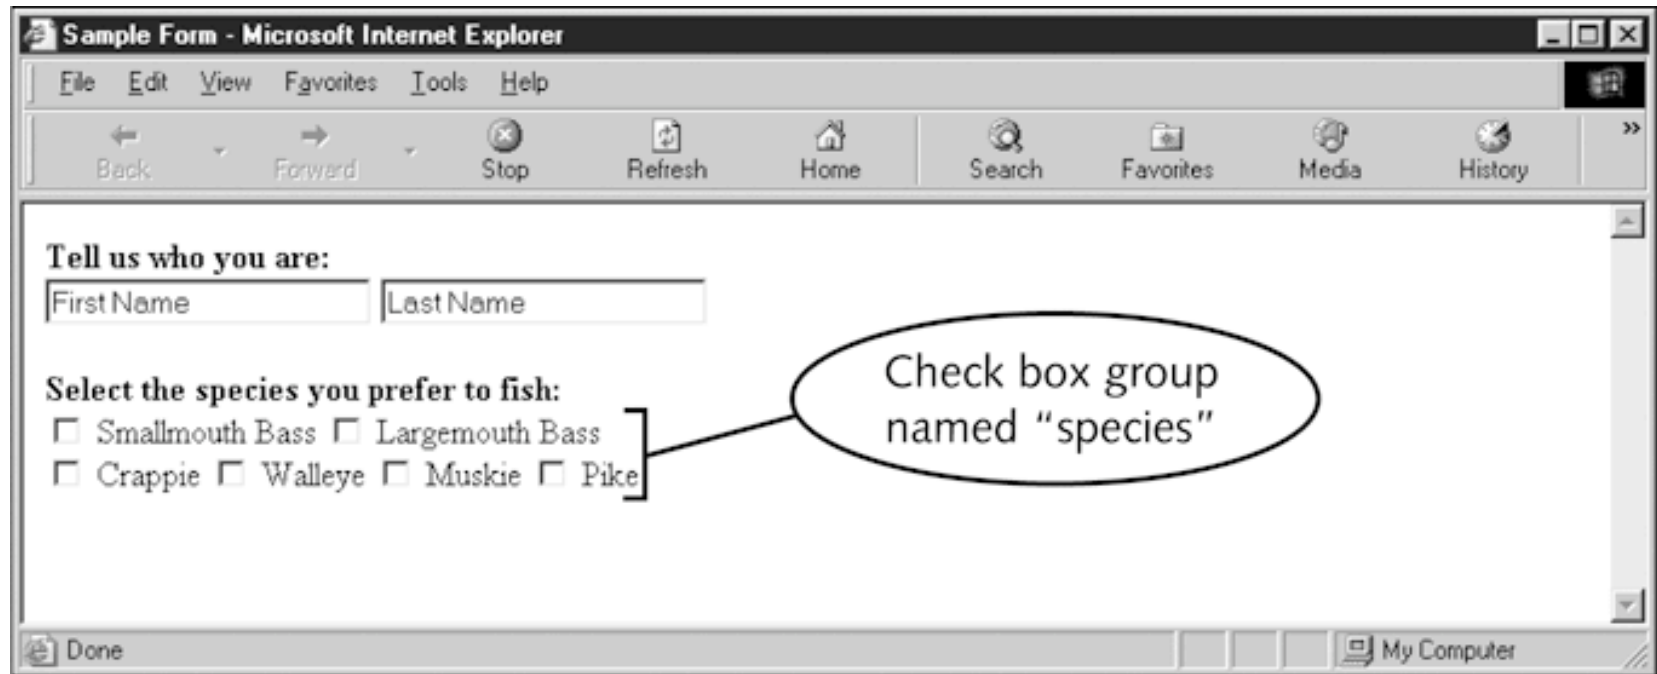 Sample Form - Microsoft Internet Explorer
File Edit View Favorites Tools Help
Back Forward Stop Refresh Home Search Favorites Media History »
Tell us who you are:
First Name Last Name
Select the species you prefer to fish:
Smallmouth Bass Largemouth Bass
Crappie Walleye Muskie Pike
Check box group
named “species”
Done My Computer